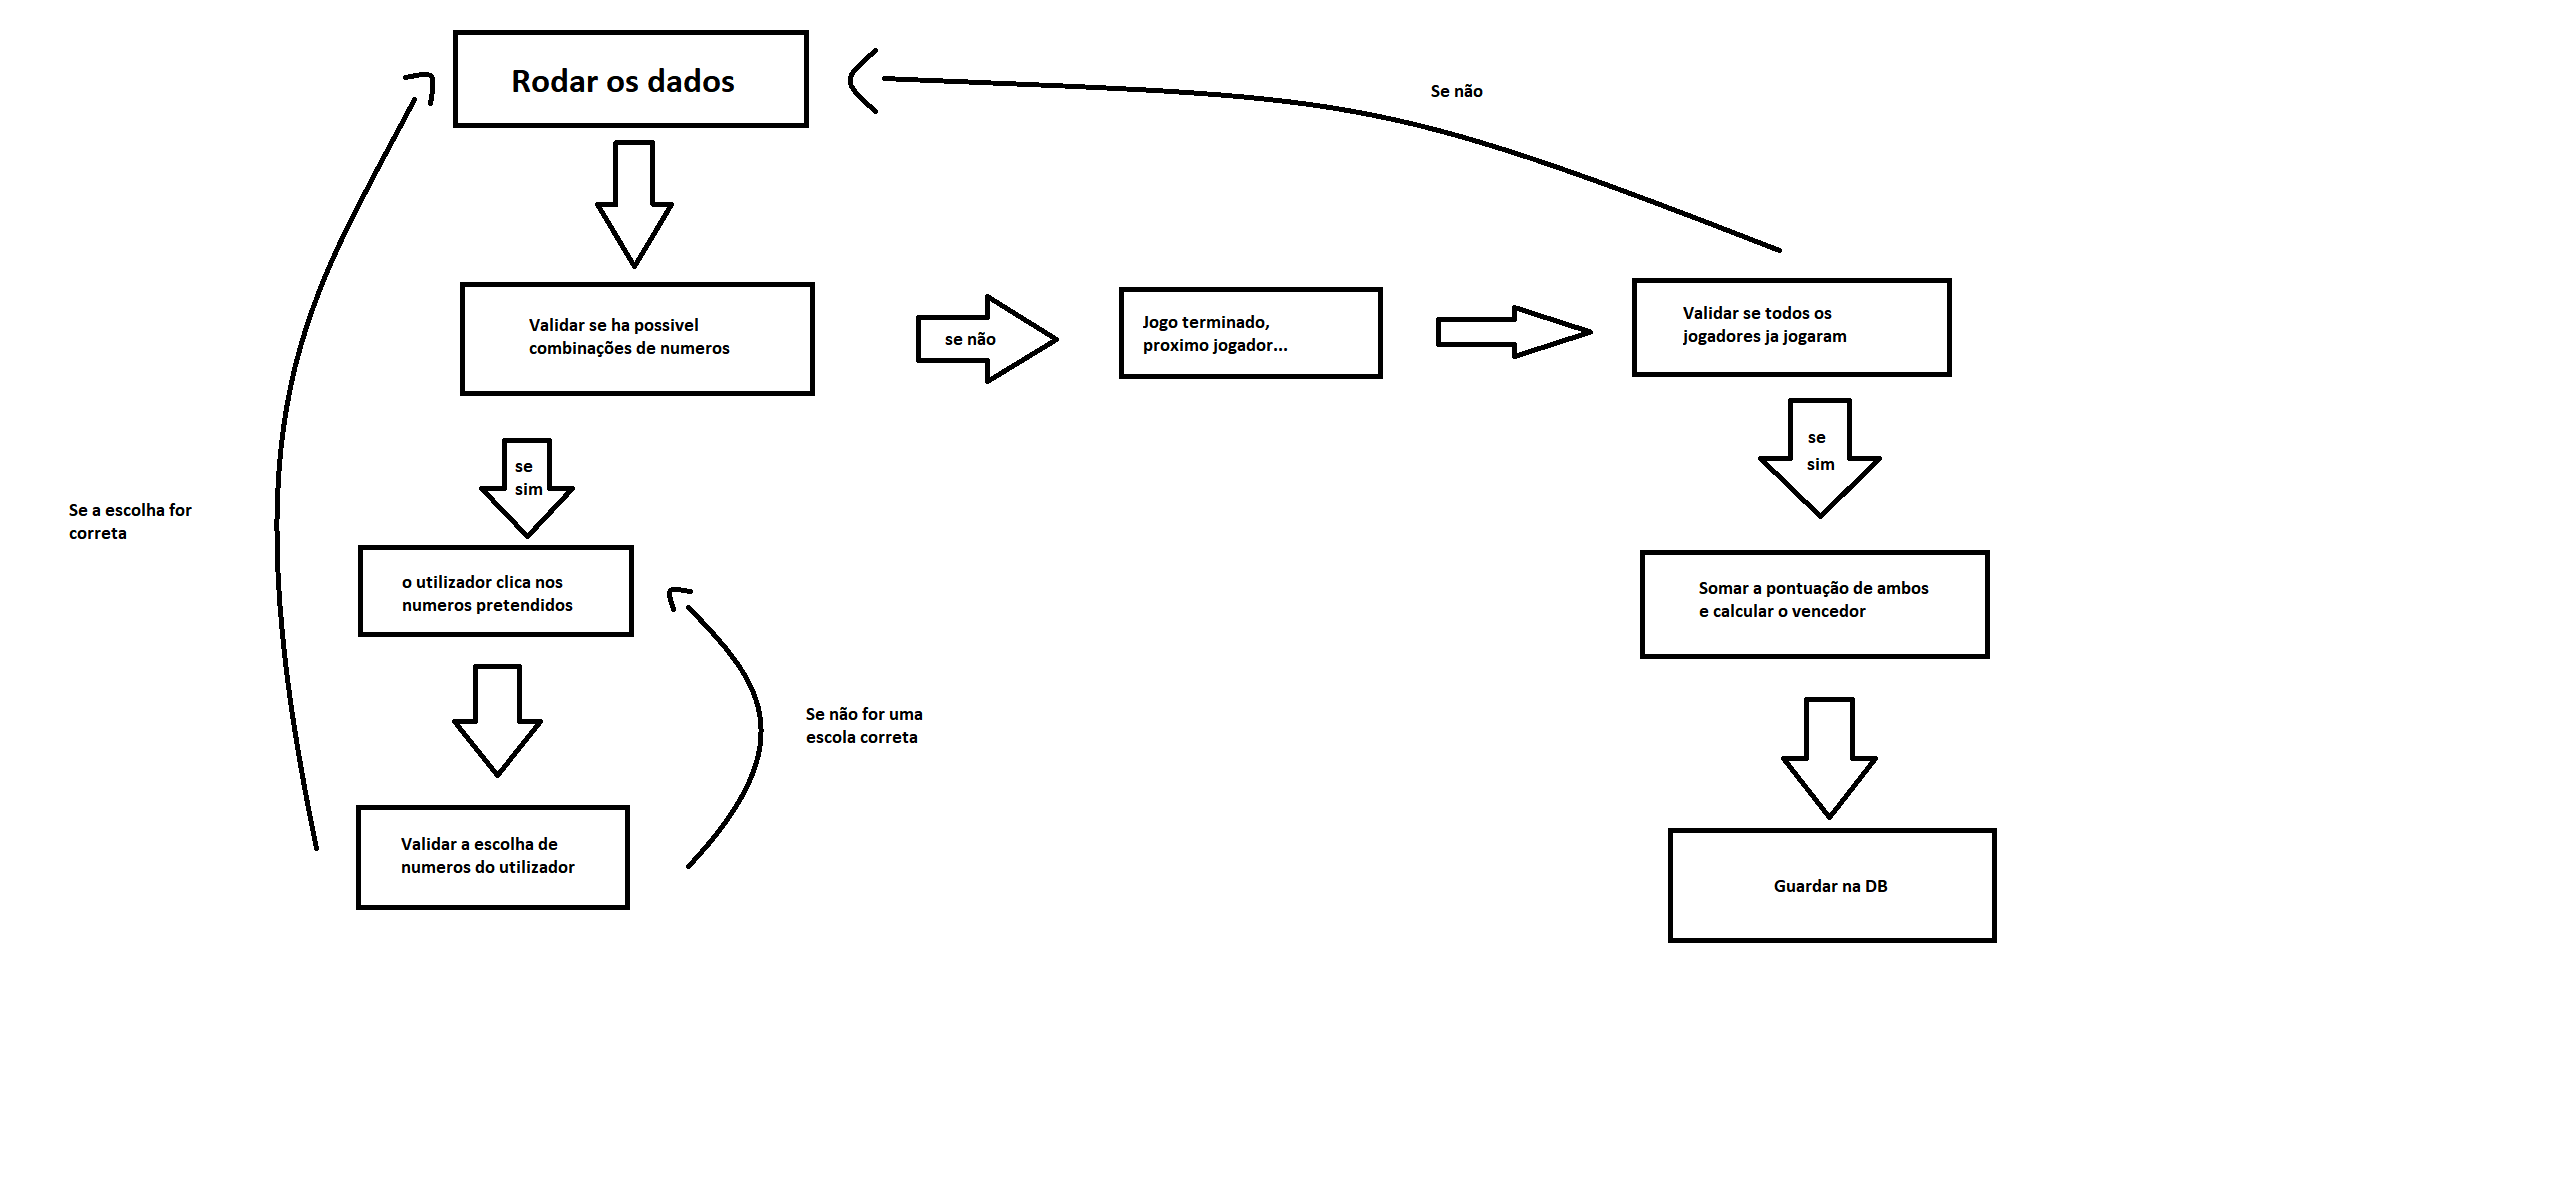 Rodar os dados
Se não
Validar se ha possivel
combinações de numeros
se não
Jogo terminado,
proximo jogador...
Validar se todos os
jogadores ja jogaram
se
sim
se
sim
Se a escolha for
correta
o utilizador clica nos
numeros pretendidos
Somar a pontuação de ambos
e calcular o vencedor
Se não for uma
escola correta
Validar a escolha de
numeros do utilizador
Guardar na DB